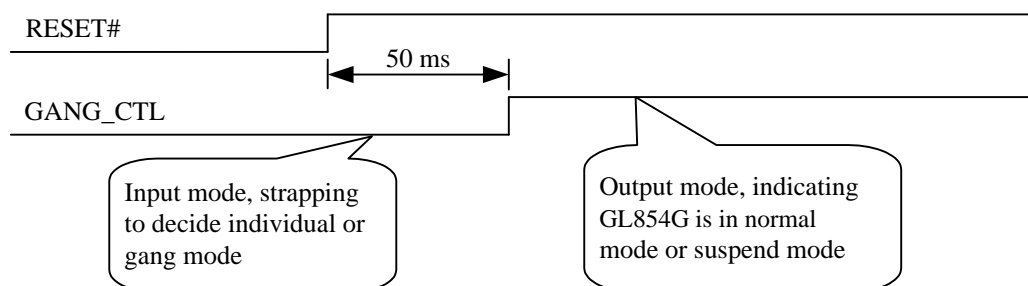 RESET#
50 ms
GANG_CTL
Input mode, strapping
to decide individual or
gang mode
Output mode, indicating
GL854G is in normal
mode or suspend mode